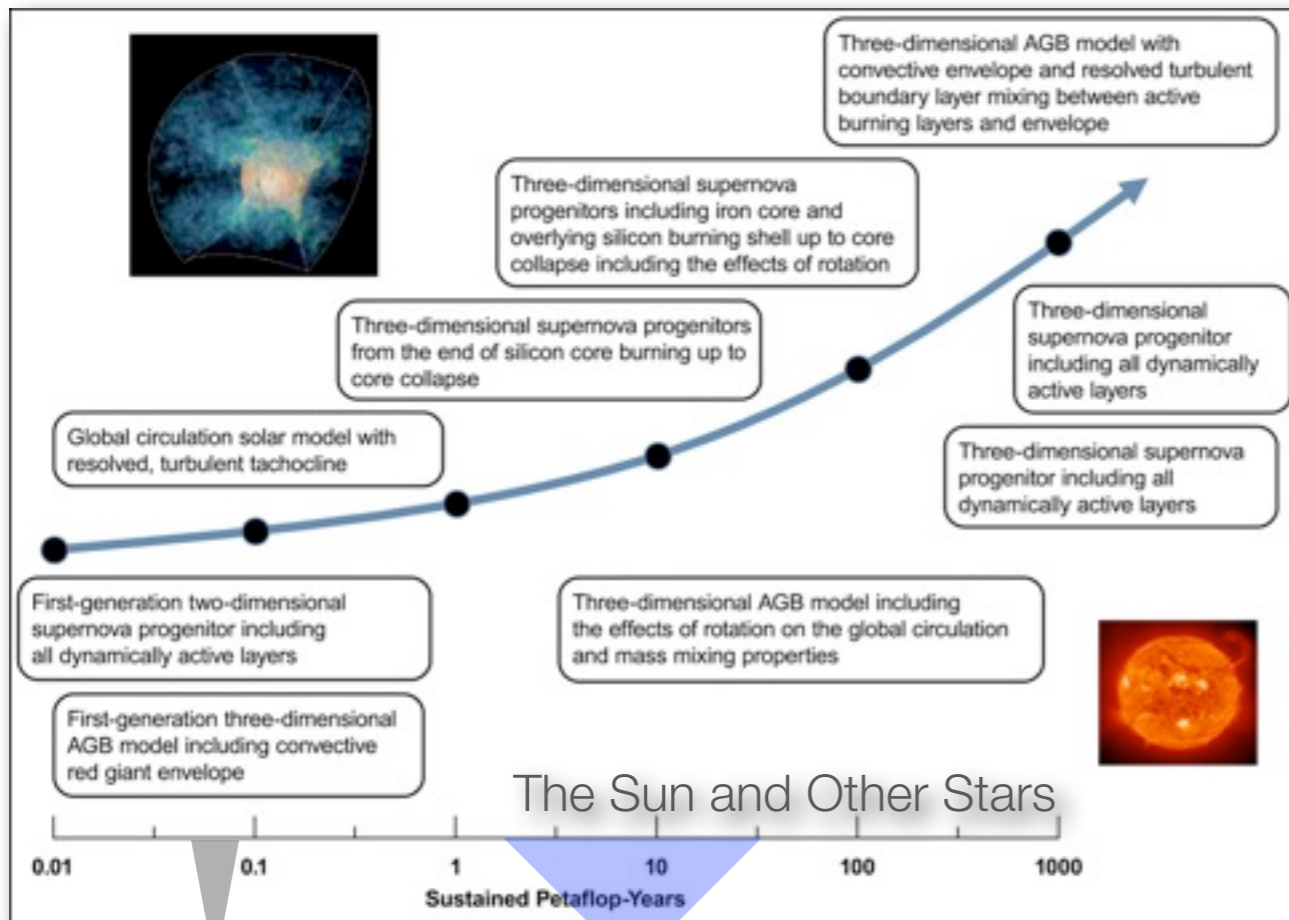 Three-dimensional AGB model with
convective envelope and resolved turbulent
boundary layer mixing between active
burning layers and envelope
Three-dimensional supernova
progenitors including iron core and
overlying silicon burning shell up to core
collapse including the effects of rotation
Three-dimensional supernova progenitors
from the end of silicon core burning up to
core collapse
Three-dimensional
supernova progenitor
including all dynamically
active layers
Global circulation solar model with
resolved, turbulent tachocline
Three-dimensional supernova
progenitor including all
dynamically active layers
First-generation two-dimensional
supernova progenitor including
all dynamically active layers
Three-dimensional AGB model including
the effects of rotation on the global circulation
and mass mixing properties
First-generation three-dimensional
AGB model including convective
red giant envelope
The Sun and Other Stars
0.01 0.1 1 10 100 1000
Sustained Petaflop-Years